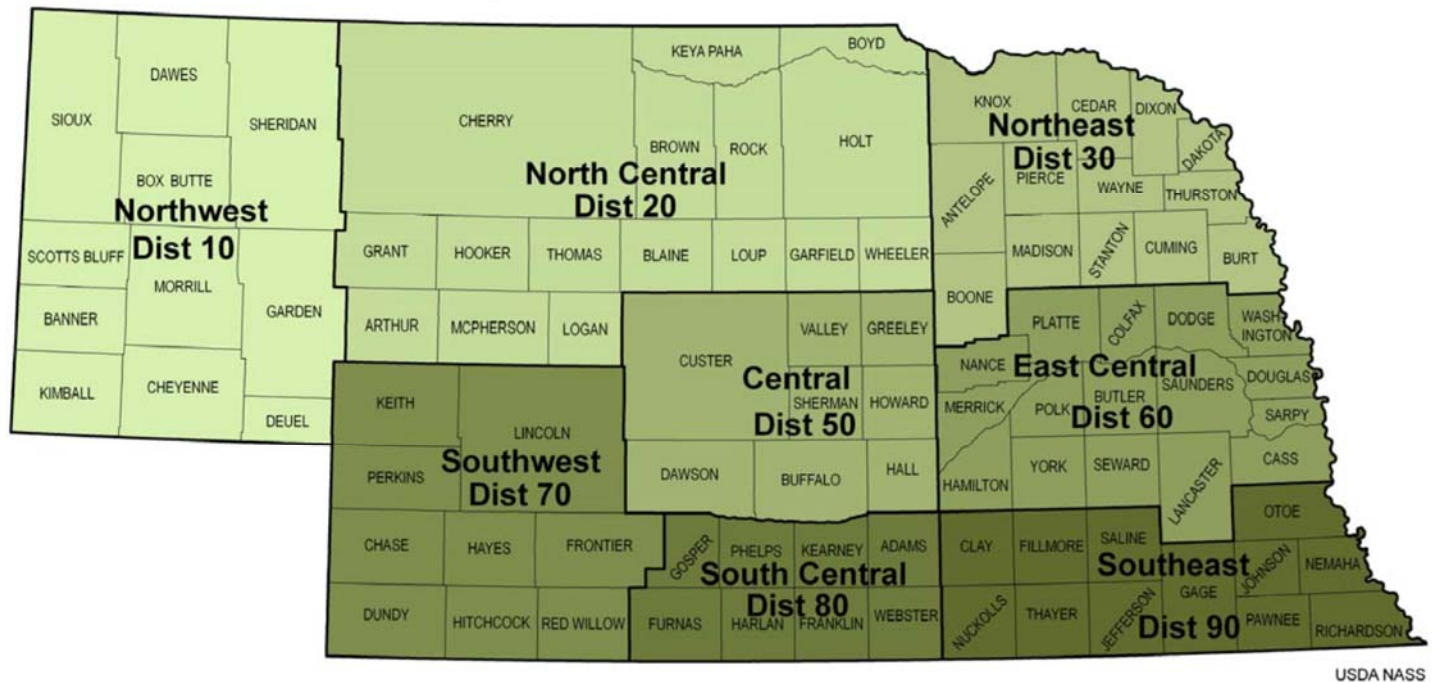 KEYA PAHA
BOYD
DAWES
SIOUX
SHERIDAN
CHERRY
BROWN
ROCK
HOLT
BOX BUTTE
Northwest
Dist 10
North Central
Dist 20
KNOX
CEDAR
DIXON
DAKOTA
Northeast
Dist 30
ANTELOPE
PIERCE
WAYNE
THURSTON
SCOTTS BLUFF
MORRILL
GARDEN
BANNER
KIMBALL
CHEYENNE
DEUEL
GRANT
HOOKER
THOMAS
BLAINE
LOUP
GARFIELD
WHEELER
ARTHUR
MCPHERSON
LOGAN
MADISON
STANTON
CUMING
BURT
BOONE
CUSTER
VALLEY
GREELEY
Central
Dist 50
SHERMAN
HOWARD
DAWSON
BUFFALO
HALL
PLATTE
COLFAX
DODGE
WASH-
INGTON
NANCE
East Central
Dist 60
MERRICK
POLK
BUTLER
SAUNDERS
DOUGLAS
SARPY
HAMILTON
YORK
SEWARD
LANCASTER
CASS
KEITH
LINCOLN
PERKINS
Southwest
Dist 70
CHASE
HAYES
FRONTIER
DUNDY
HITCHCOCK
RED WILLOW
GOSPER
PHELPS
KEARNEY
ADAMS
South Central
Dist 80
FURNAS
HARLAN
FRANKLIN
WEBSTER
CLAY
FILLMORE
SALINE
OTOE
Southeast
Dist 90
GAGE
JOHNSON
NEMAHA
NUCKOLLS
THAYER
JEFFERSON
PAWNEE
RICHARDSON
USDA NASS